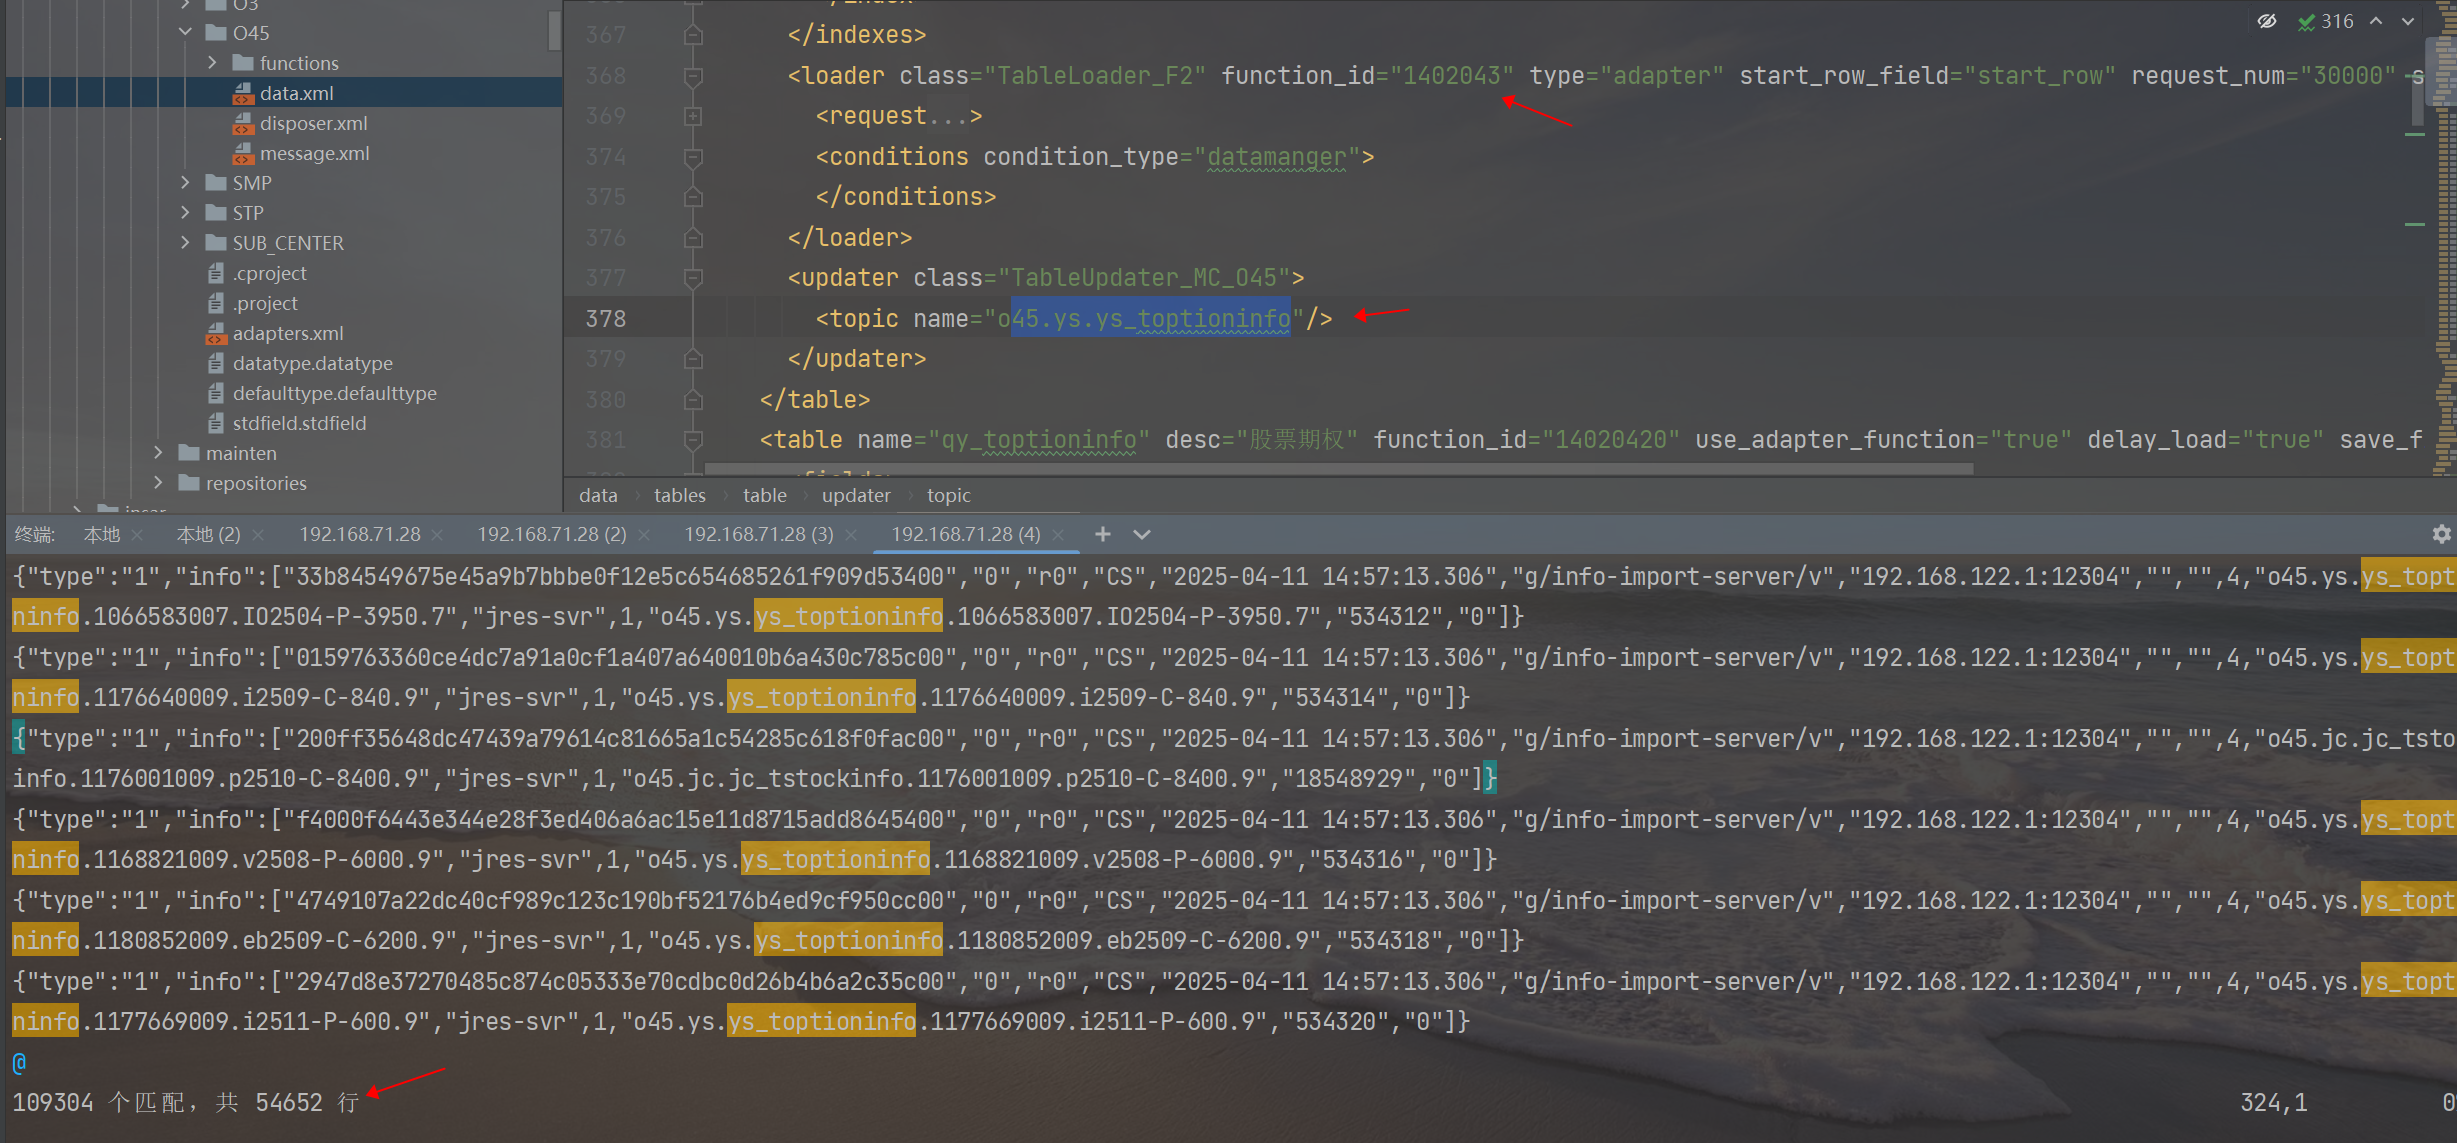 O3
O45
functions
data.xml
disposer.xml
message.xml
SMP
STP
SUB_CENTER
.cproject
.project
adapters.xml
datatype.datatype
defaulttype.defaulttype
stdfield.stdfield
mainten
repositories
316
367 </indexes>
368 <loader class="TableLoader_F2" function_id="1402043" type="adapter" start_row_field="start_row" request_num="30000" s
369 <request...>
374 <conditions condition_type="datamanger">
375 </conditions>
376 </loader>
377 <updater class="TableUpdater_MC_O45">
378 <topic name="o45.ys.ys_toptioninfo"/>
379 </updater>
380 </table>
381 <table name="qy_toptioninfo" desc="股票期权" function_id="14020420" use_adapter_function="true" delay_load="true" save_f
data tables table updater topic
终端: 本地 本地 (2) 192.168.71.28 192.168.71.28 (2) 192.168.71.28 (3) 192.168.71.28 (4)
{"type":"1","info":["33b84549675e45a9b7bbbe0f12e5c654685261f909d53400","0","r0","CS","2025-04-11 14:57:13.306","g/info-import-server/v","192.168.122.1:12304","","",4,"o45.ys.ys_topt
ninfo.1066583007.IO2504-P-3950.7","jres-svr",1,"o45.ys.ys_toptioninfo.1066583007.IO2504-P-3950.7","534312","0"]}
{"type":"1","info":["0159763360ce4dc7a91a0cf1a407a640010b6a430c785c00","0","r0","CS","2025-04-11 14:57:13.306","g/info-import-server/v","192.168.122.1:12304","","",4,"o45.ys.ys_topt
ninfo.1176640009.i2509-C-840.9","jres-svr",1,"o45.ys.ys_toptioninfo.1176640009.i2509-C-840.9","534314","0"]}
{"type":"1","info":["200ff35648dc47439a79614c81665a1c54285c618f0fac00","0","r0","CS","2025-04-11 14:57:13.306","g/info-import-server/v","192.168.122.1:12304","","",4,"o45.jc.jc_tsto
info.1176001009.p2510-C-8400.9","jres-svr",1,"o45.jc.jc_tstockinfo.1176001009.p2510-C-8400.9","18548929","0"]}
{"type":"1","info":["f4000f6443e344e28f3ed406a6ac15e11d8715add8645400","0","r0","CS","2025-04-11 14:57:13.306","g/info-import-server/v","192.168.122.1:12304","","",4,"o45.ys.ys_topt
ninfo.1168821009.v2508-P-6000.9","jres-svr",1,"o45.ys.ys_toptioninfo.1168821009.v2508-P-6000.9","534316","0"]}
{"type":"1","info":["4749107a22dc40cf989c123c190bf52176b4ed9cf950cc00","0","r0","CS","2025-04-11 14:57:13.306","g/info-import-server/v","192.168.122.1:12304","","",4,"o45.ys.ys_topt
ninfo.1180852009.eb2509-C-6200.9","jres-svr",1,"o45.ys.ys_toptioninfo.1180852009.eb2509-C-6200.9","534318","0"]}
{"type":"1","info":["2947d8e37270485c874c05333e70cdbc0d26b4b6a2c35c00","0","r0","CS","2025-04-11 14:57:13.306","g/info-import-server/v","192.168.122.1:12304","","",4,"o45.ys.ys_topt
ninfo.1177669009.i2511-P-600.9","jres-svr",1,"o45.ys.ys_toptioninfo.1177669009.i2511-P-600.9","534320","0"]}
@
109304 个匹配, 共 54652 行 324,1